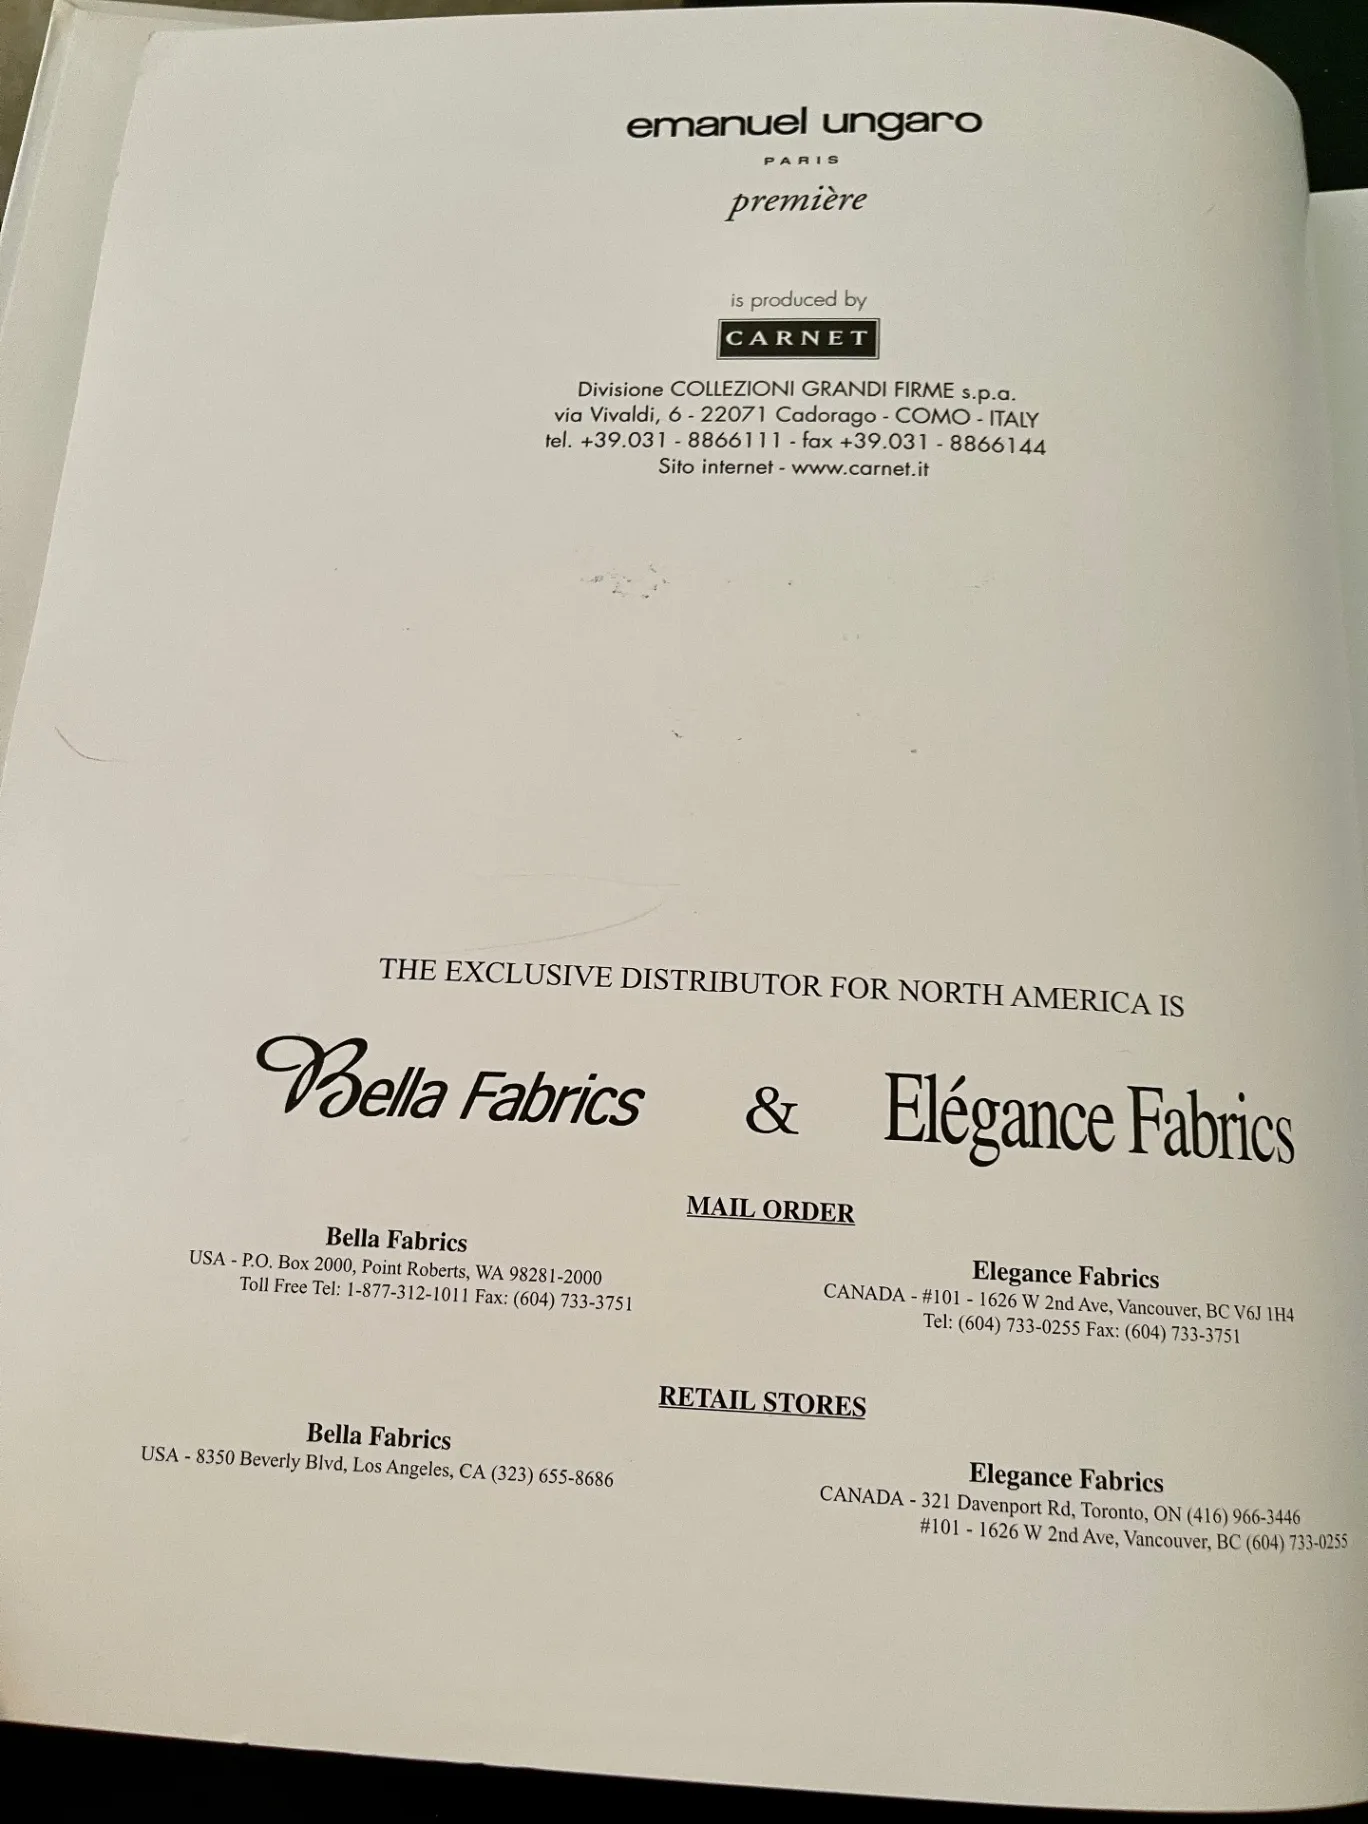 emanuel ungaro
PARIS
première
is produced by
CARNET
Divisione COLLEZIONI GRANDI FIRME s.p.a.
via Vivaldi, 6 - 22071 Cadorago - COMO - ITALY
tel. +39.031 - 8866111 - fax +39.031 - 8866144
Sito internet - www.carnet.it
THE EXCLUSIVE DISTRIBUTOR FOR NORTH AMERICA IS
Bella Fabrics & Elégance Fabrics
MAIL ORDER
Bella Fabrics
USA - P.O. Box 2000, Point Roberts, WA 98281-2000
Toll Free Tel: 1-877-312-1011 Fax: (604) 733-3751
Elegance Fabrics
CANADA - #101 - 1626 W 2nd Ave, Vancouver, BC V6J 1H4
Tel: (604) 733-0255 Fax: (604) 733-3751
RETAIL STORES
Bella Fabrics
USA - 8350 Beverly Blvd, Los Angeles, CA (323) 655-8686
Elegance Fabrics
CANADA - 321 Davenport Rd, Toronto, ON (416) 966-3446
#101 - 1626 W 2nd Ave, Vancouver, BC (604) 733-0255